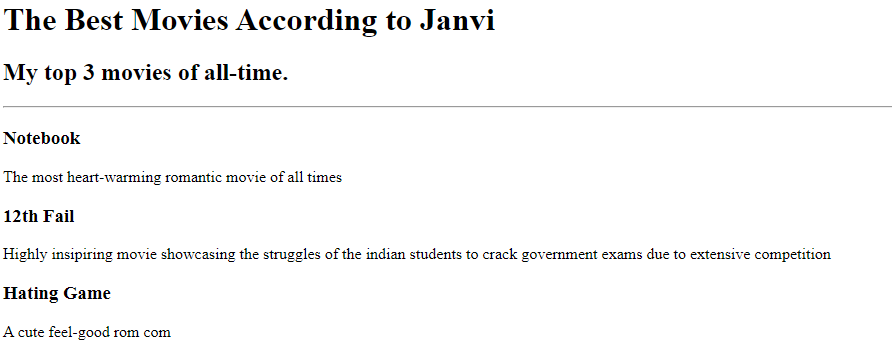 The Best Movies According to Janvi
My top 3 movies of all-time.
Notebook
The most heart-warming romantic movie of all times
12th Fail
Highly insipiring movie showcasing the struggles of the indian students to crack government exams due to extensive competition
Hating Game
A cute feel-good rom com